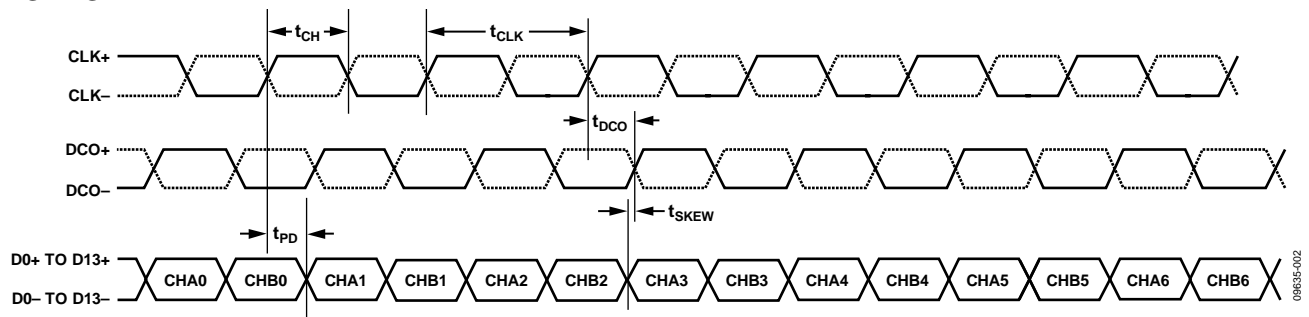 tCH
tCLK
CLK+
CLK–
tDCO
DCO+
DCO–
tSKEW
tPD
D0+ TO D13+
D0– TO D13–
CHA0 CHB0 CHA1 CHB1 CHA2 CHB2 CHA3 CHB3 CHA4 CHB4 CHA5 CHB5 CHA6 CHB6
09635-002